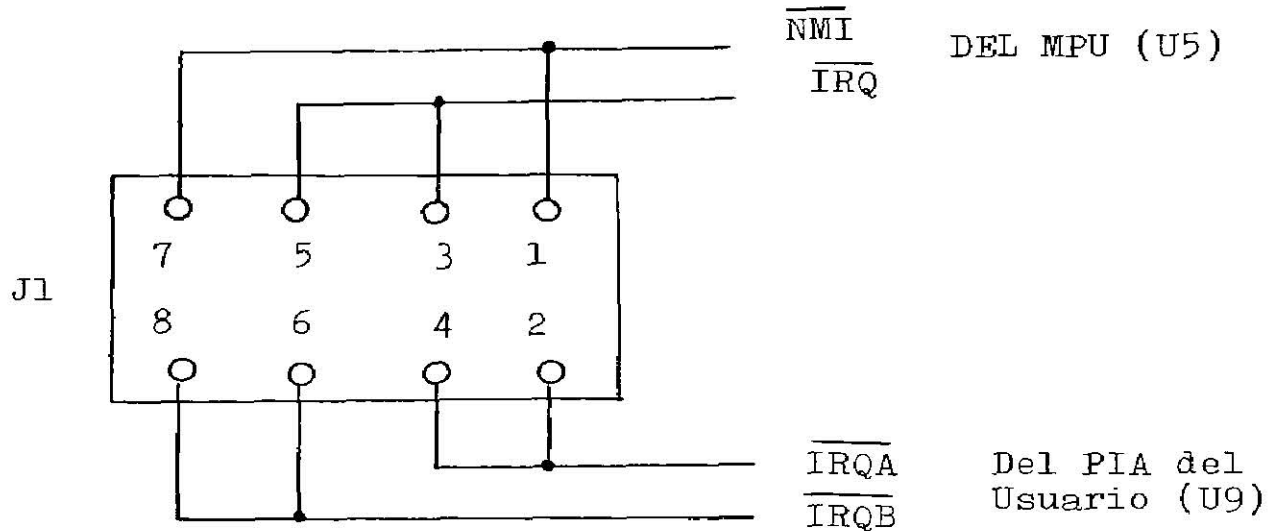 NMI DEL MPU (U5)
IRQ
7 5 3 1
J1
8 6 4 2
IRQA Del PIA del
IRQB Usuario (U9)